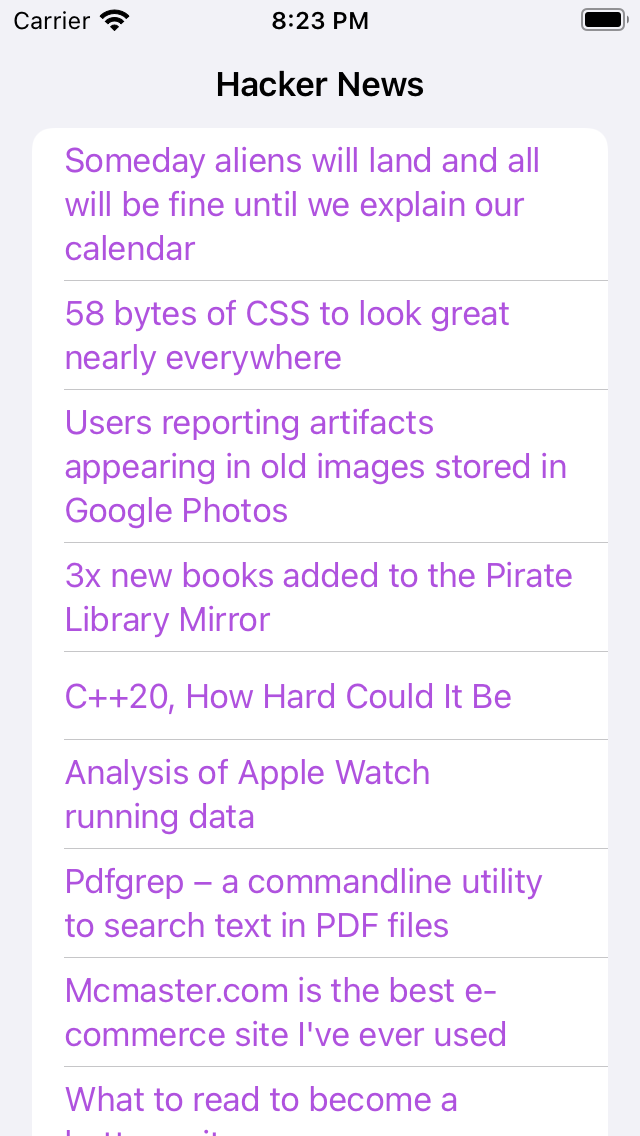 Carrier 8:23 PM
Hacker News
Someday aliens will land and all
will be fine until we explain our
calendar
58 bytes of CSS to look great
nearly everywhere
Users reporting artifacts
appearing in old images stored in
Google Photos
3x new books added to the Pirate
Library Mirror
C++20, How Hard Could It Be
Analysis of Apple Watch
running data
Pdfgrep – a commandline utility
to search text in PDF files
Mcmaster.com is the best e-
commerce site I've ever used
What to read to become a